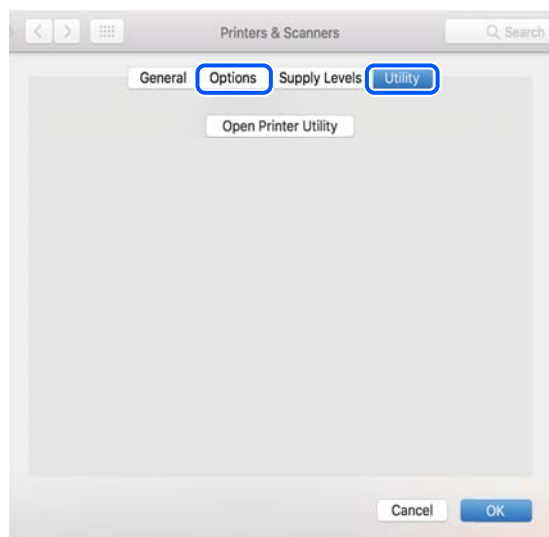 Printers & Scanners Search
General Options Supply Levels Utility
Open Printer Utility
Cancel OK